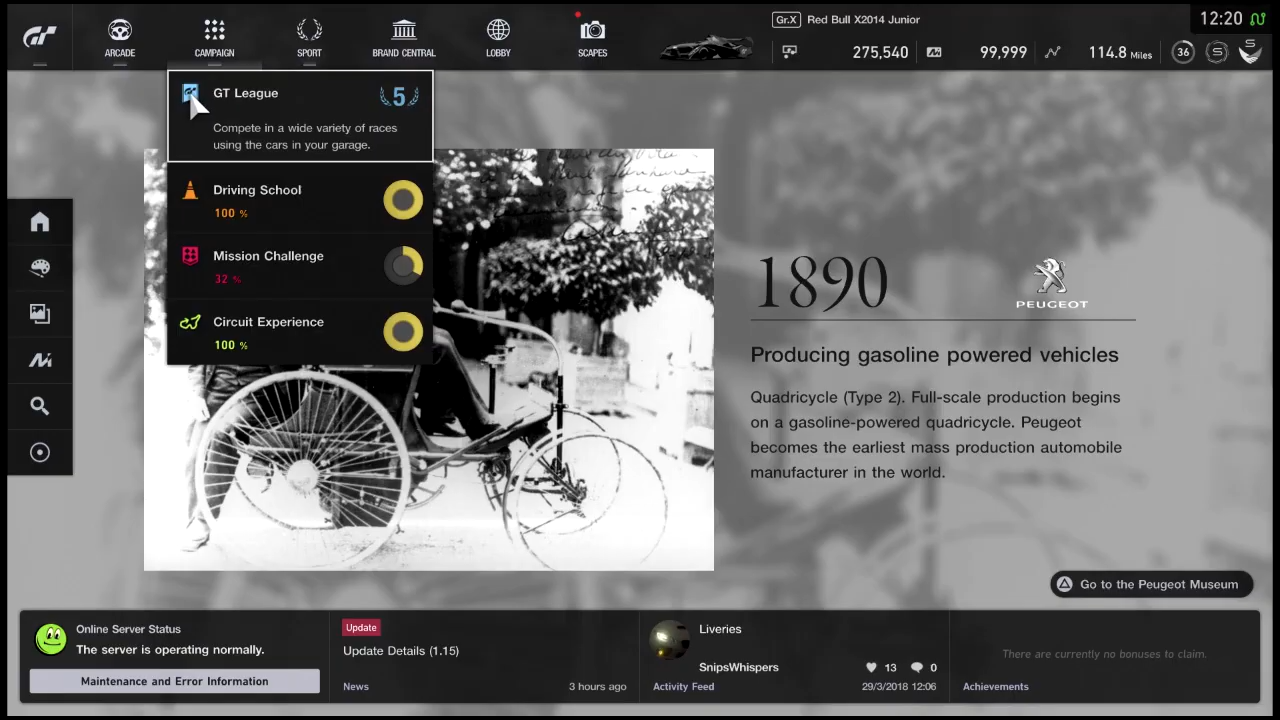 Gr.X Red Bull X2014 Junior
12:20
ARCADE
CAMPAIGN
SPORT
BRAND CENTRAL
LOBBY
SCAPES
275,540
99,999
114.8 Miles
36
S
S
GT League
5
Compete in a wide variety of races
using the cars in your garage.
Driving School
100 %
Mission Challenge
32 %
Circuit Experience
100 %
1890
PEUGEOT
Producing gasoline powered vehicles
Quadricycle (Type 2). Full-scale production begins
on a gasoline-powered quadricycle. Peugeot
becomes the earliest mass production automobile
manufacturer in the world.
Go to the Peugeot Museum
Online Server Status
The server is operating normally.
Maintenance and Error Information
Update
Update Details (1.15)
News
3 hours ago
Liveries
SnipsWhispers
13
0
Activity Feed
29/3/2018 12:06
There are currently no bonuses to claim.
Achievements